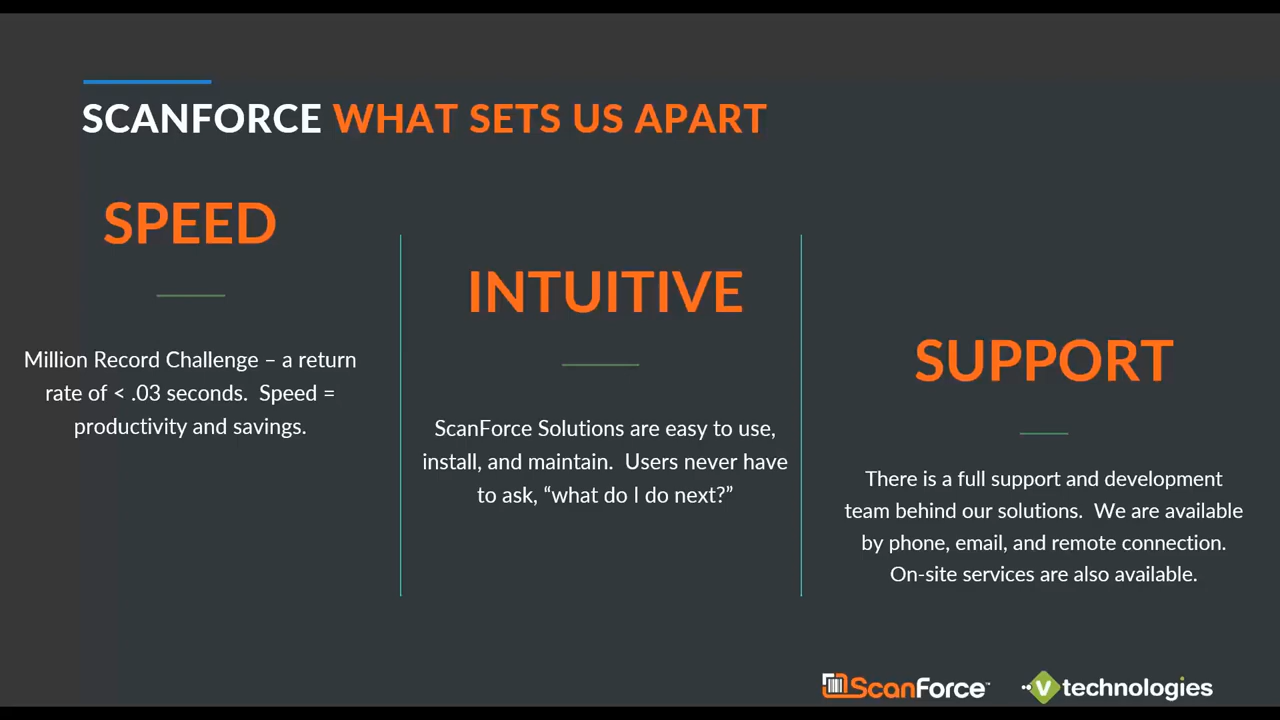 SCANFORCE WHAT SETS US APART
SPEED
Million Record Challenge – a return
rate of < .03 seconds.  Speed =
productivity and savings.
INTUITIVE
ScanForce Solutions are easy to use,
install, and maintain.  Users never have
to ask, “what do I do next?”
SUPPORT
There is a full support and development
team behind our solutions.  We are available
by phone, email, and remote connection.
On-site services are also available.
ScanForce™
v technologies